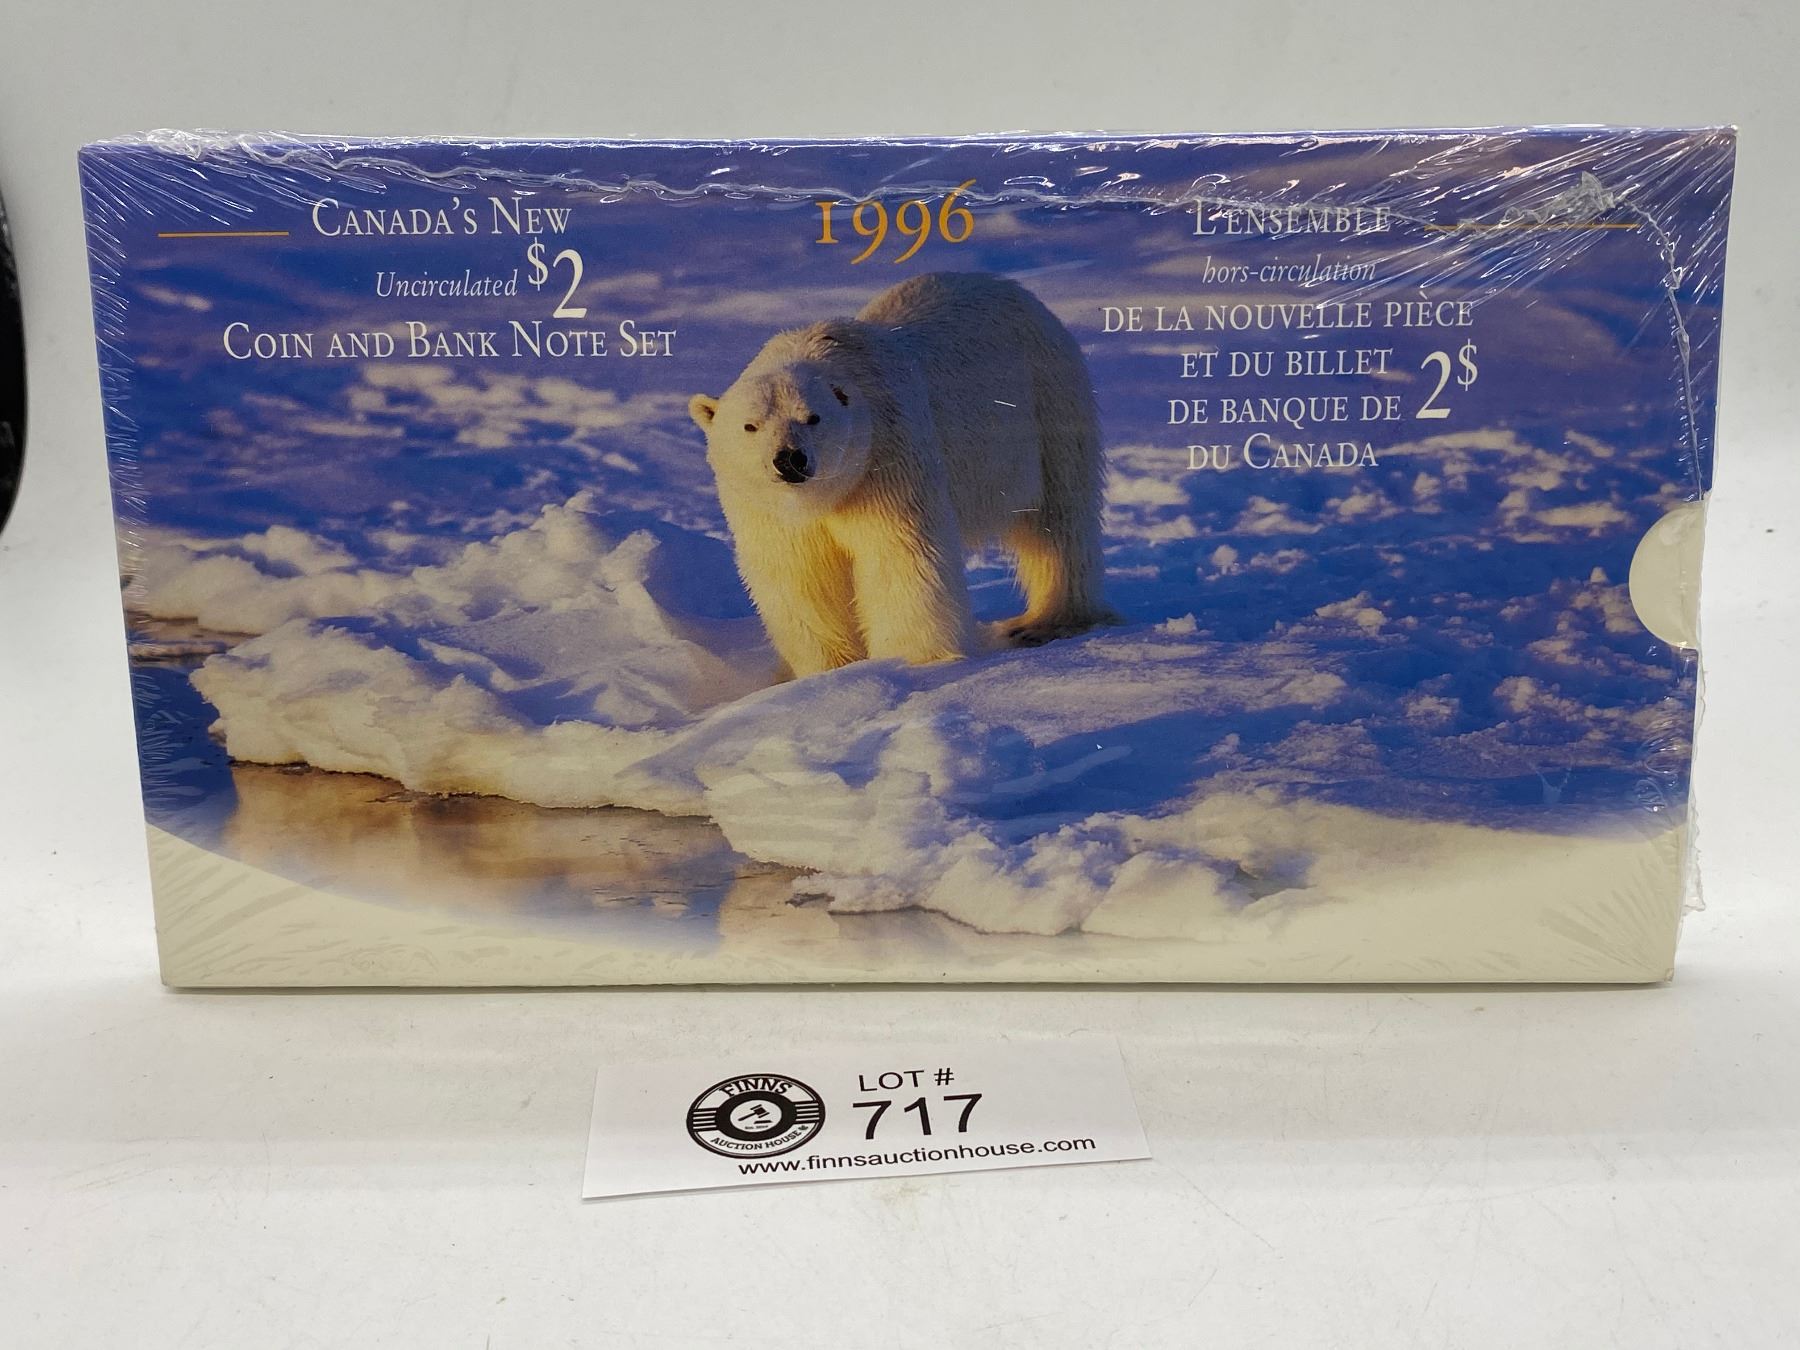 CANADA'S NEW
Uncirculated $2
COIN AND BANK NOTE SET
1996
L'ENSEMBLE
hors-circulation
DE LA NOUVELLE PIÈCE
ET DU BILLET
DE BANQUE DE 2$
DU CANADA
FINNS
AUCTION HOUSE
LOT #
717
www.finnsauctionhouse.com